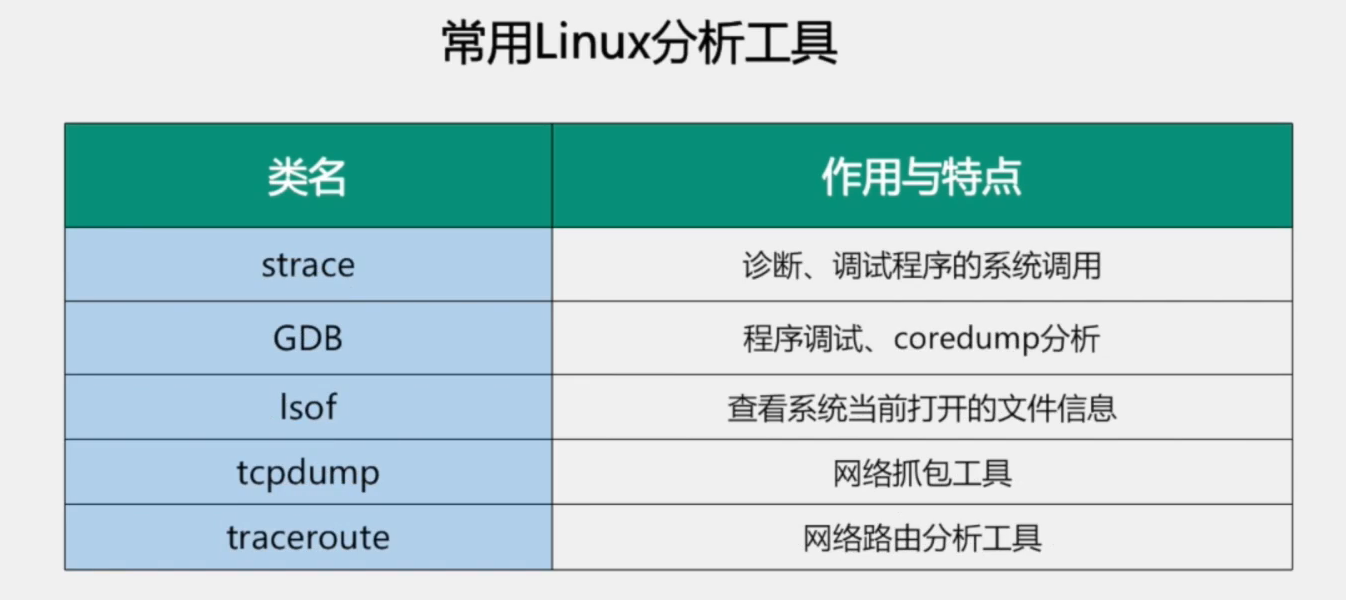 常用Linux分析工具
类名 作用与特点
strace 诊断、调试程序的系统调用
GDB 程序调试、coredump分析
lsof 查看系统当前打开的文件信息
tcpdump 网络抓包工具
traceroute 网络路由分析工具